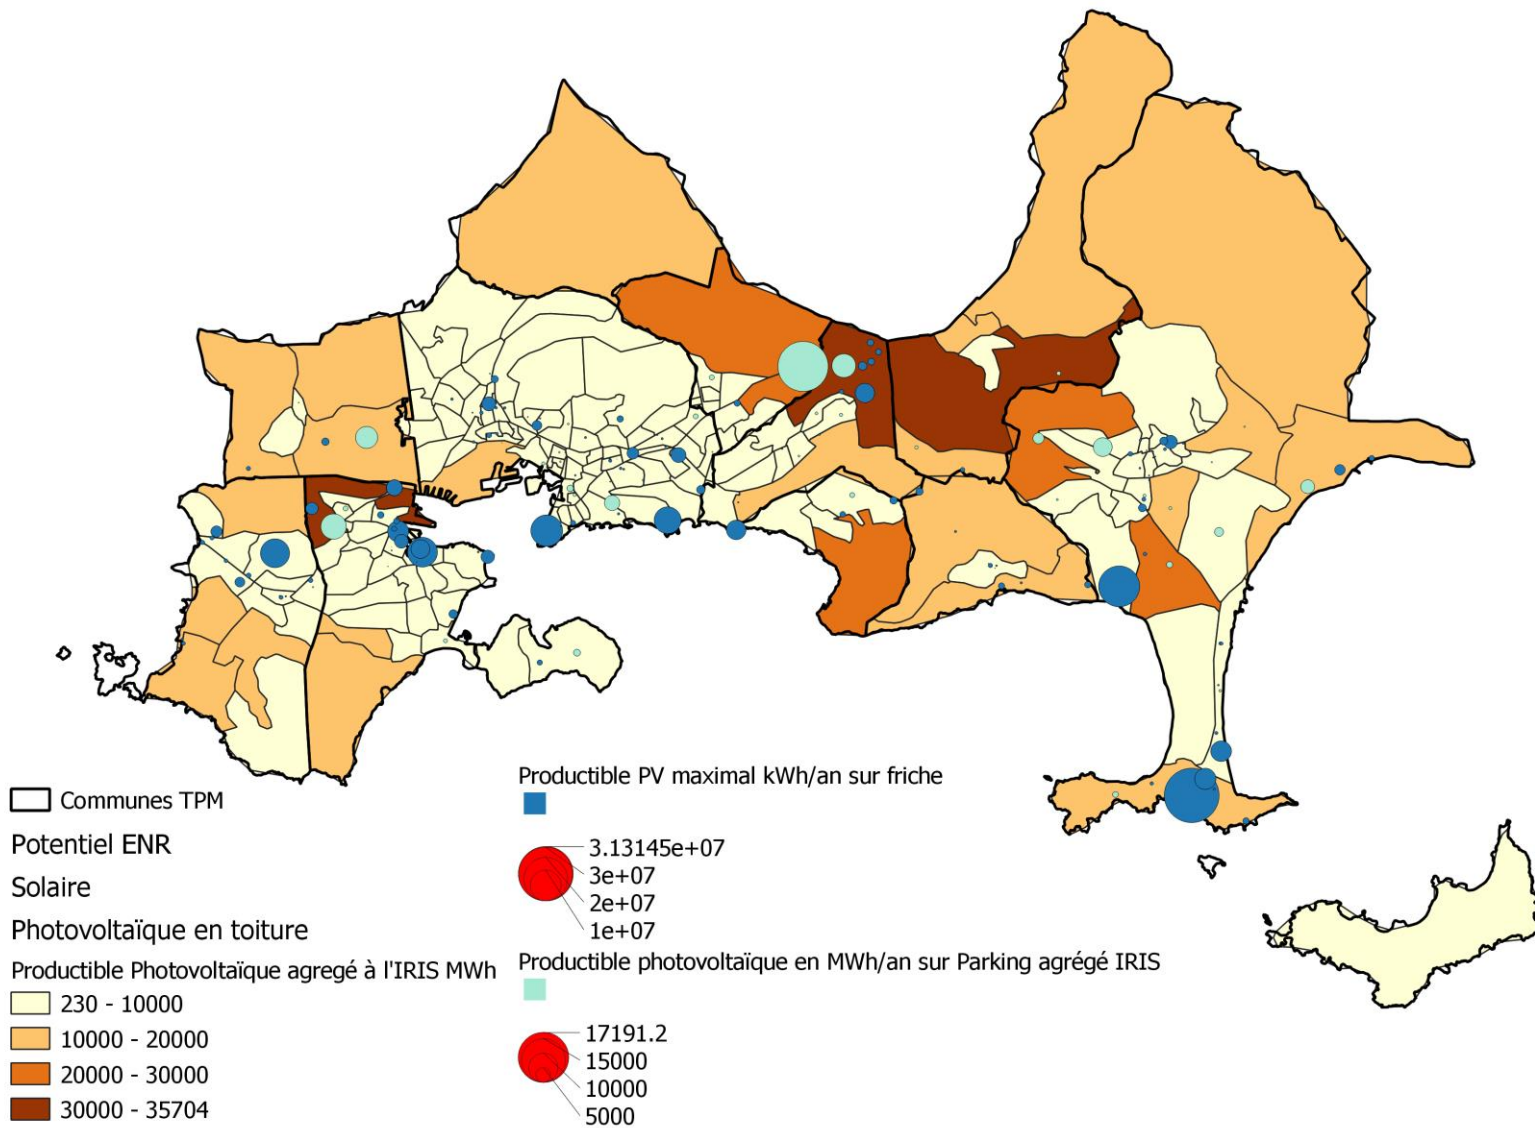 Communes TPM
Potentiel ENR
Solaire
Photovoltaïque en toiture
Productible Photovoltaïque agregé à l'IRIS MWh
230 - 10000
10000 - 20000
20000 - 30000
30000 - 35704
Productible PV maximal kWh/an sur friche
3.13145e+07
3e+07
2e+07
1e+07
Productible photovoltaïque en MWh/an sur Parking agrégé IRIS
17191.2
15000
10000
5000